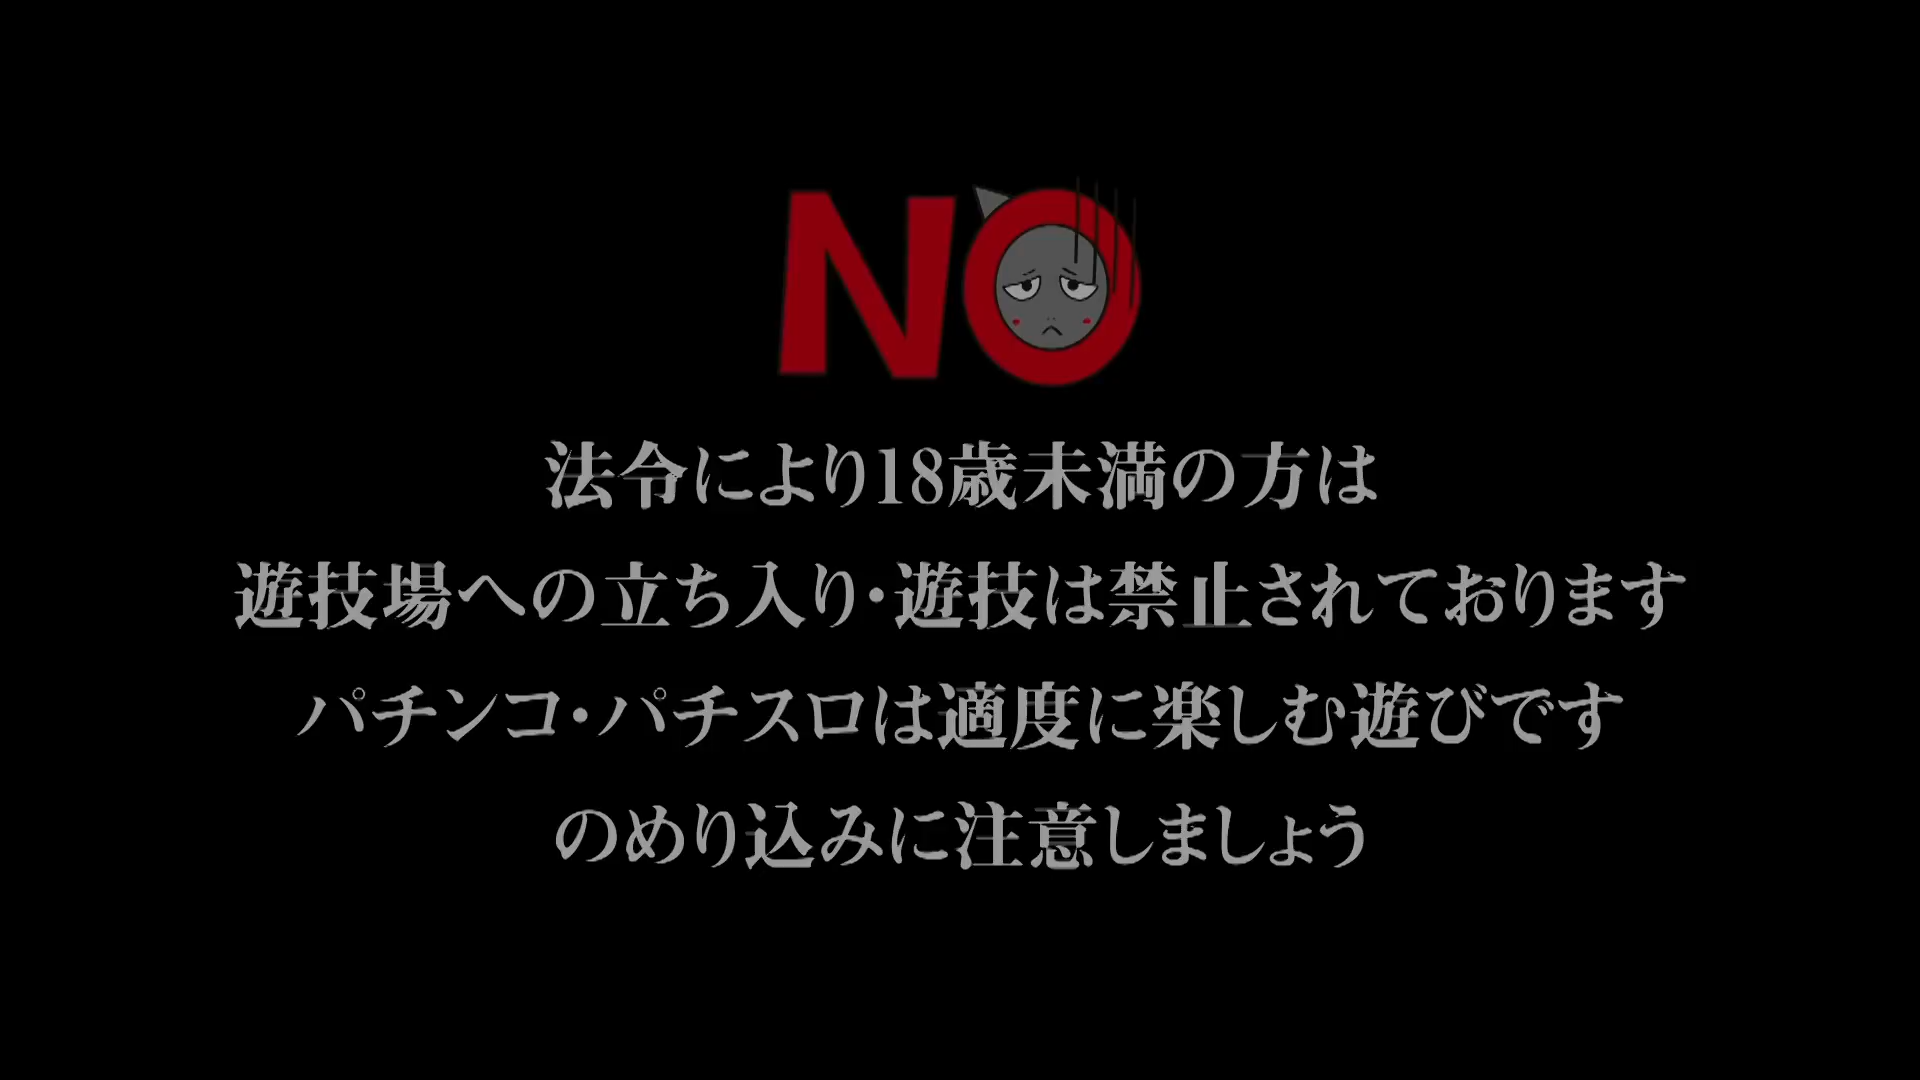 NO
法令により18歳未満の方は
遊技場への立ち入り・遊技は禁止されております
パチンコ・パチスロは適度に楽しむ遊びです
のめり込みに注意しましょう